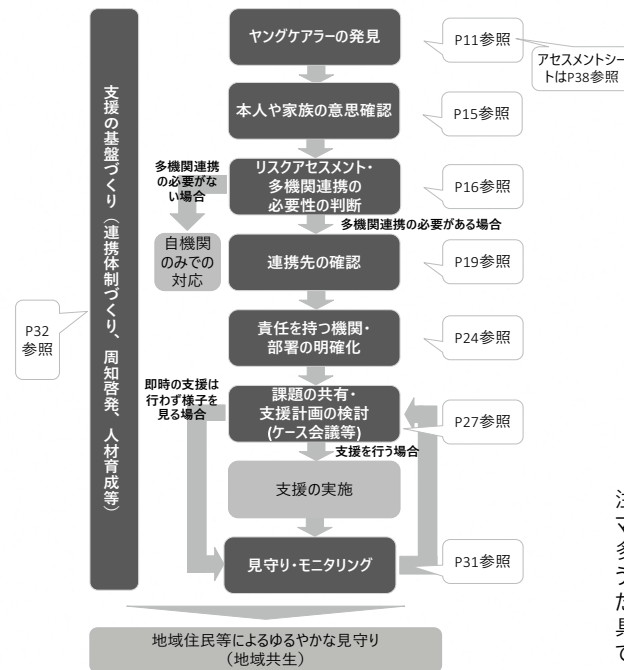 ヤングケアラーの発見
P11参照
アセスメントシー
トはP38参照
本人や家族の意思確認
P15参照
支援の基盤づくり（連携体制づくり、周知啓発、人材育成等）
P32
参照
多機関連携
の必要がな
い場合
リスクアセスメント・
多機関連携の
必要性の判断
P16参照
多機関連携の必要がある場合
自機関
のみでの
対応
連携先の確認
P19参照
責任を持つ機関・
部署の明確化
P24参照
即時の支援は
行わず様子を
見る場合
課題の共有・
支援計画の検討
(ケース会議等)
P27参照
支援を行う場合
支援の実施
見守り・モニタリング
P31参照
地域住民等によるゆるやかな見守り
（地域共生）